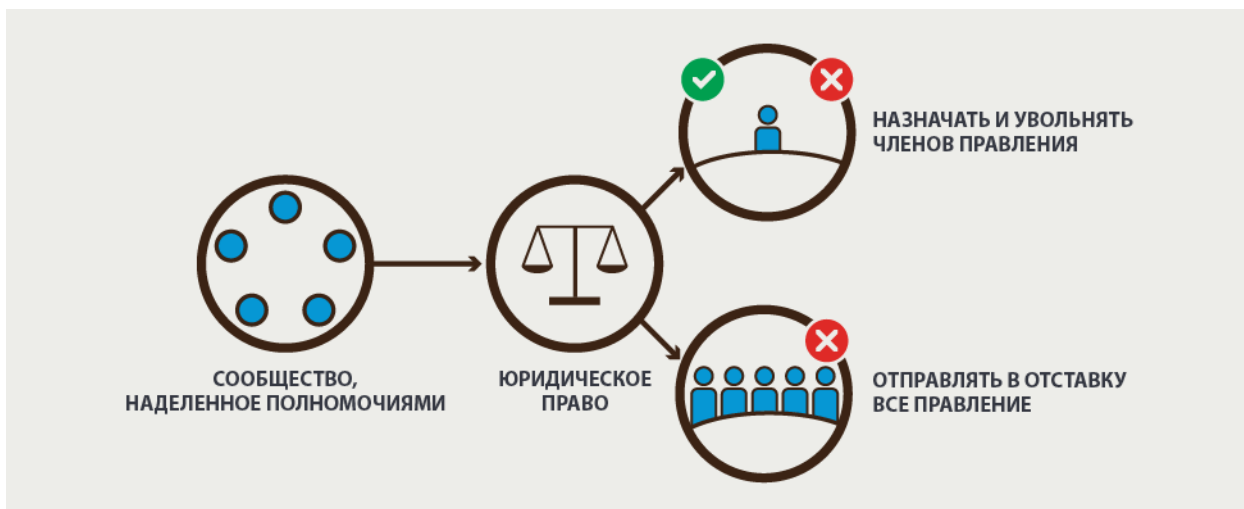 НАЗНАЧАТЬ И УВОЛЬНЯТЬ
ЧЛЕНОВ ПРАВЛЕНИЯ
СООБЩЕСТВО,
НАДЕЛЕННОЕ ПОЛНОМОЧИЯМИ
ЮРИДИЧЕСКОЕ
ПРАВО
ОТПРАВЛЯТЬ В ОТСТАВКУ
ВСЕ ПРАВЛЕНИЕ